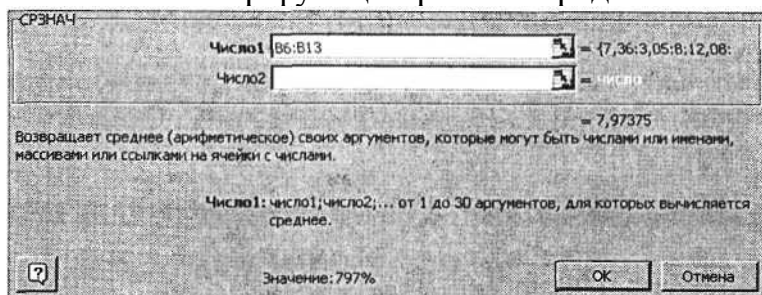 СРЗНАЧ
Число1 B6:B13 = {7,36:3,05:8:12,08:
Число2 = число
= 7,97375
Возвращает среднее (арифметическое) своих аргументов, которые могут быть числами или именами,
массивами или ссылками на ячейки с числами.
Число1: число1;число2;... от 1 до 30 аргументов, для которых вычисляется
среднее.
? Значение:797% ОК Отмена